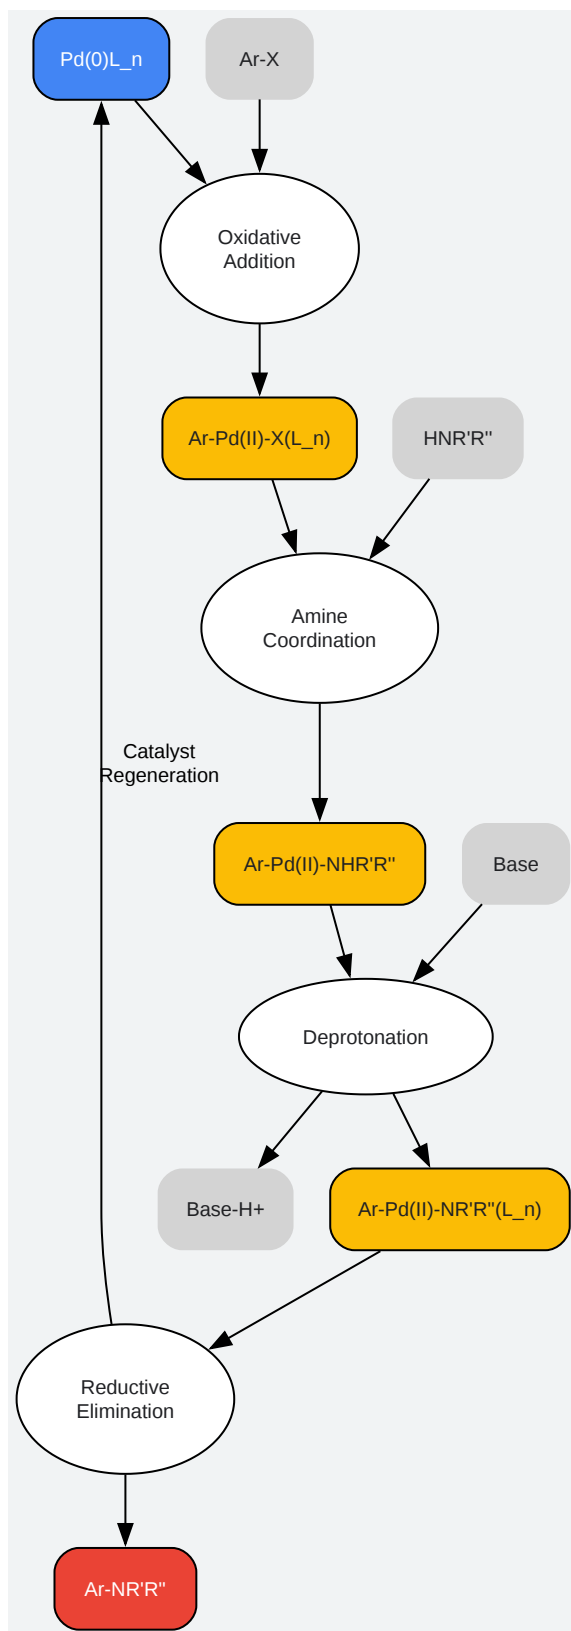 Pd(0)L_n
Ar-X
Oxidative
Addition
Ar-Pd(II)-X(L_n)
HNR'R''
Amine
Coordination
Catalyst
Regeneration
Ar-Pd(II)-NHR'R''
Base
Deprotonation
Base-H+
Ar-Pd(II)-NR'R''(L_n)
Reductive
Elimination
Ar-NR'R''